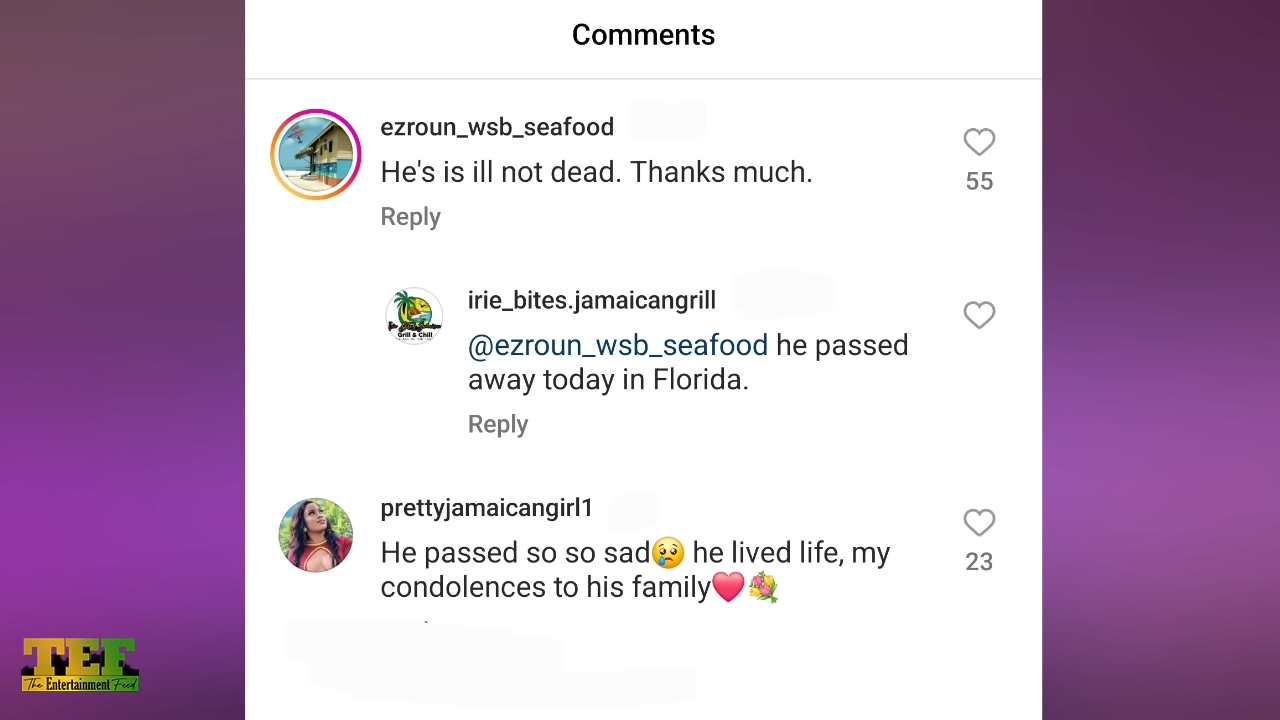 Comments
ezroun_wsb_seafood
He's is ill not dead. Thanks much.
55
Reply
irie_bites.jamaicangrill
@ezroun_wsb_seafood he passed
away today in Florida.
Reply
prettyjamaicangirl1
He passed so so sad😢 he lived life, my
condolences to his family❤️💐
23
Grill & Chill
TEF
The Entertainment Feed